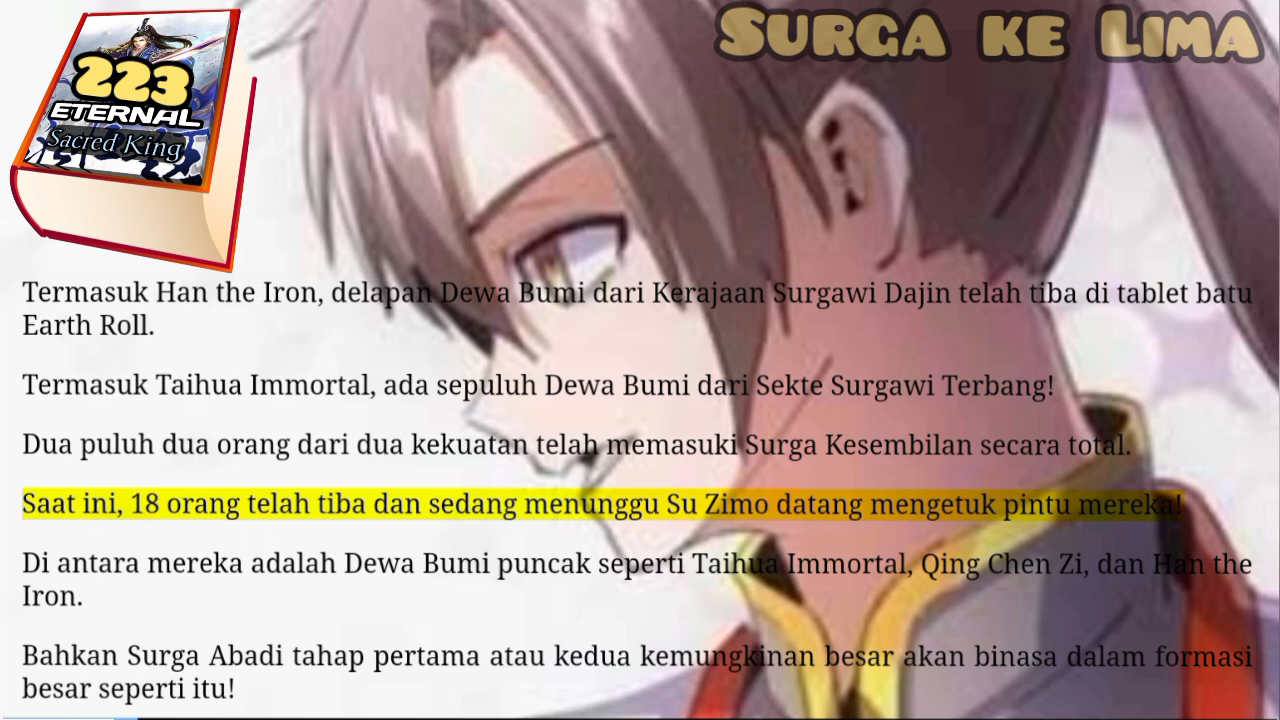 Surga ke Lima
223
ETERNAL
Sacred King
Termasuk Han the Iron, delapan Dewa Bumi dari Kerajaan Surgawi Dajin telah tiba di tablet batu
Earth Roll.
Termasuk Taihua Immortal, ada sepuluh Dewa Bumi dari Sekte Surgawi Terbang!
Dua puluh dua orang dari dua kekuatan telah memasuki Surga Kesembilan secara total.
Saat ini, 18 orang telah tiba dan sedang menunggu Su Zimo datang mengetuk pintu mereka!
Di antara mereka adalah Dewa Bumi puncak seperti Taihua Immortal, Qing Chen Zi, dan Han the
Iron.
Bahkan Surga Abadi tahap pertama atau kedua kemungkinan besar akan binasa dalam formasi
besar seperti itu!